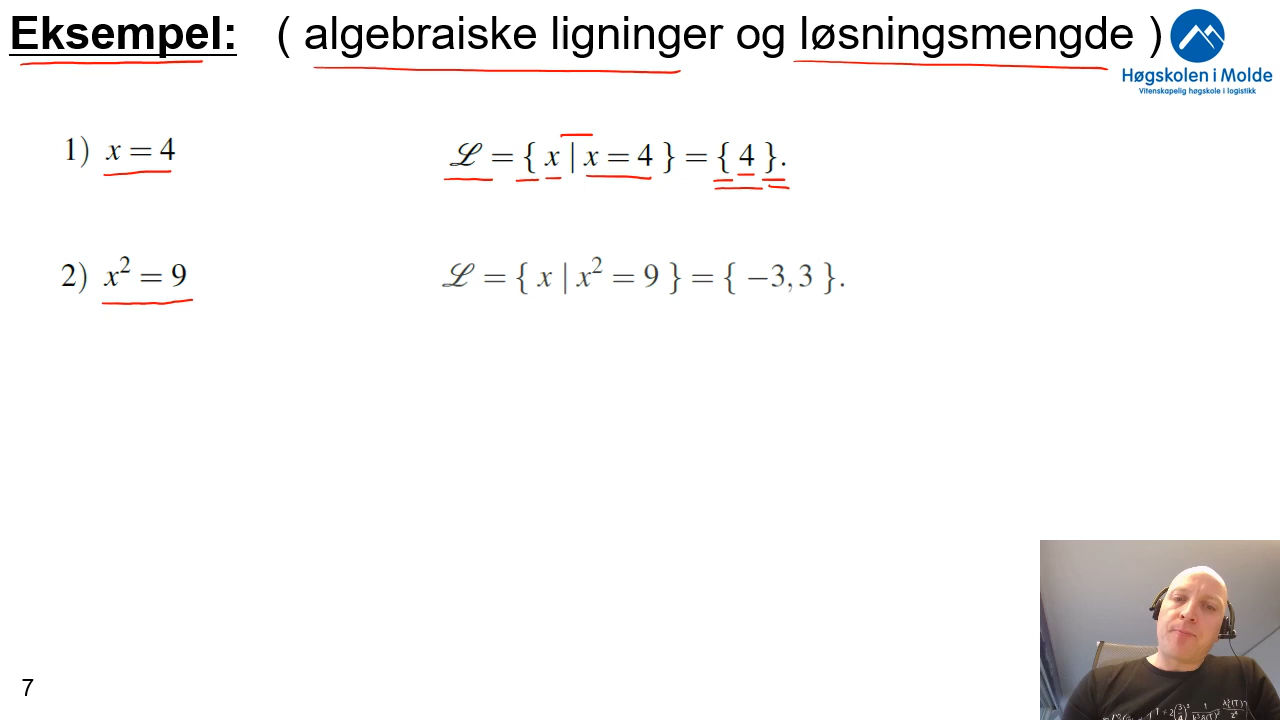 Eksempel: ( algebraiske ligninger og løsningsmengde )
Høgskolen i Molde
Vitenskapelig høgskole i logistikk
1) x = 4 ℒ = { x | x = 4 } = { 4 }.
2) x² = 9 ℒ = { x | x² = 9 } = { −3, 3 }.
7